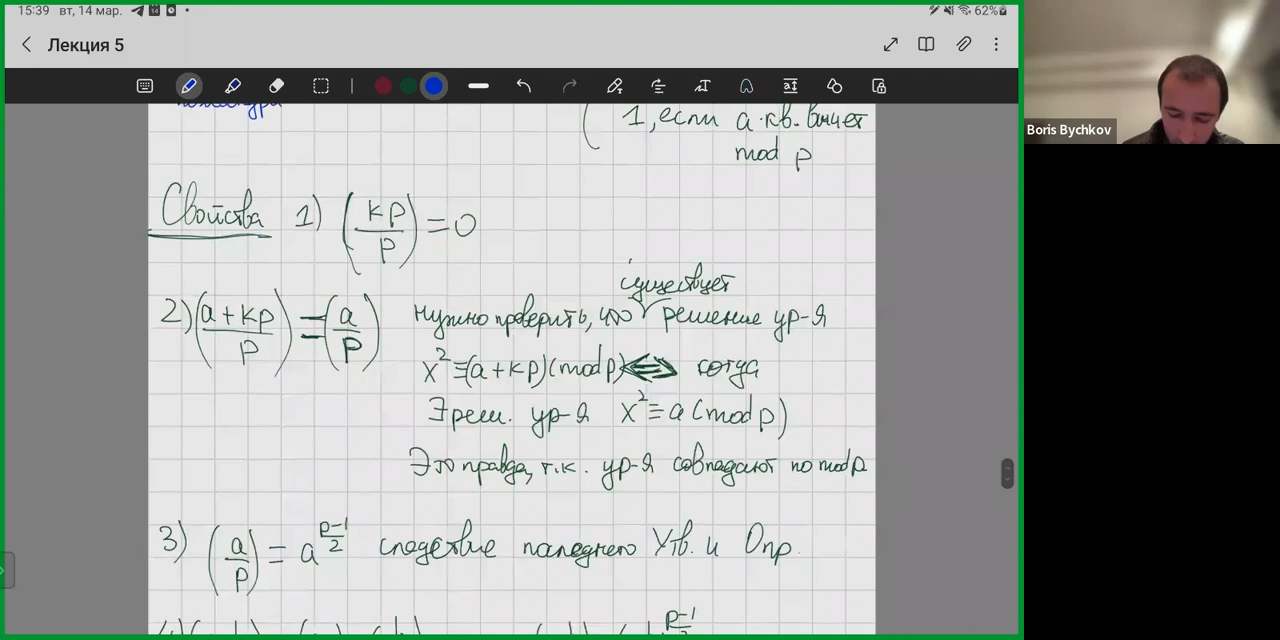 15:39 вт, 14 мар.
62%
Лекция 5
Boris Bychkov
1, если a кв. вычет
mod p
Свойства 1) (kp/p) = 0
существует
2) (a+kp/p) = (a/p) Нужно проверить, что решение ур-я
x² ≡ (a+kp)(mod p) ⟺ когда
∃ реш. ур-я x² ≡ a (mod p)
Это правда, т.к. ур-я совпадают по mod p
3) (a/p) = a^{p-1/2} следствие последнего Утв. и Опр.